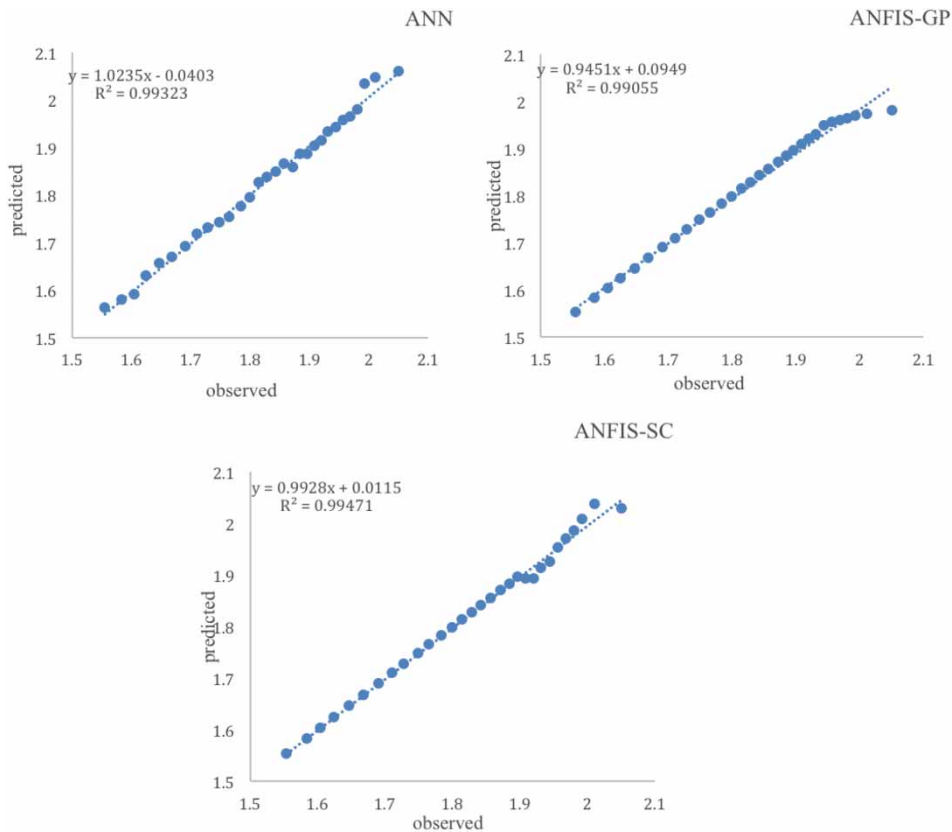 ANN
2.1
y = 1.0235x - 0.0403
R² = 0.99323
2
1.9
1.8
1.7
1.6
1.5
predicted
1.5 1.6 1.7 1.8 1.9 2 2.1
observed
ANFIS-GP
2.1
y = 0.9451x + 0.0949
R² = 0.99055
2
1.9
1.8
1.7
1.6
1.5
predicted
1.5 1.6 1.7 1.8 1.9 2 2.1
observed
ANFIS-SC
2.1
y = 0.9928x + 0.0115
R² = 0.99471
2
1.9
1.8
1.7
1.6
1.5
predicted
1.5 1.6 1.7 1.8 1.9 2 2.1
observed